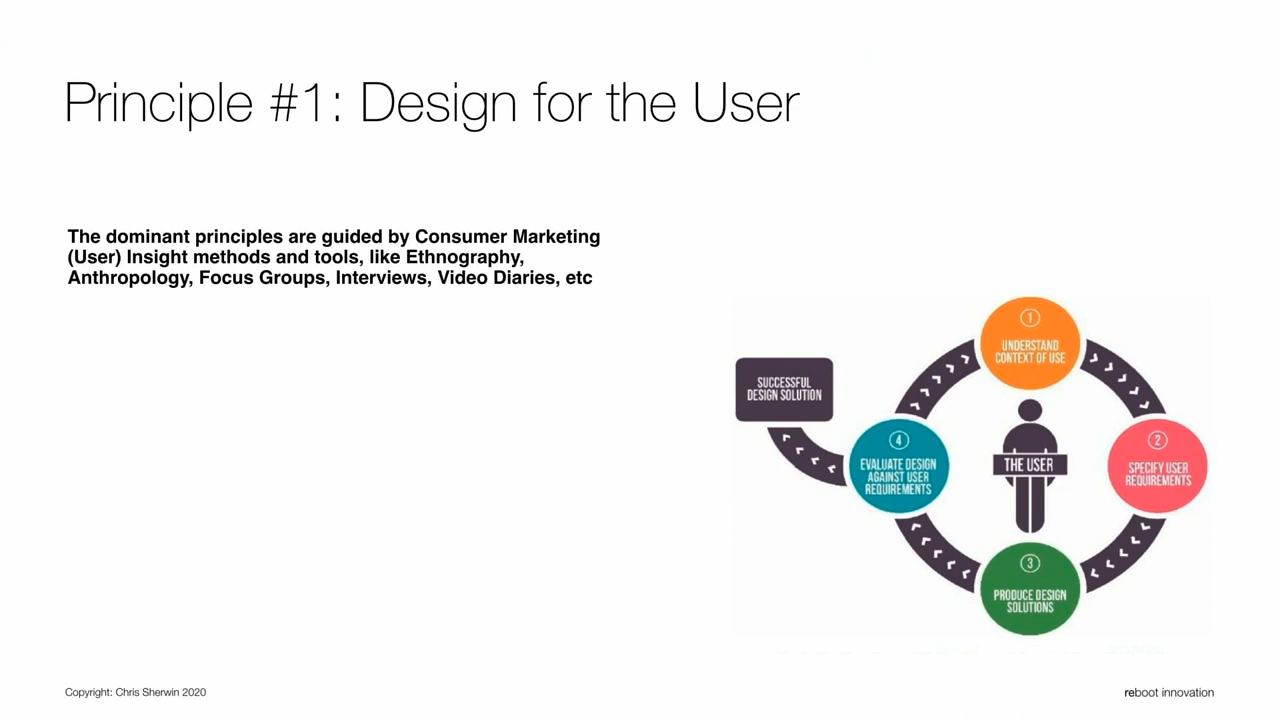 Principle #1: Design for the User
The dominant principles are guided by Consumer Marketing
(User) Insight methods and tools, like Ethnography,
Anthropology, Focus Groups, Interviews, Video Diaries, etc
1
UNDERSTAND
CONTEXT OF USE
SUCCESSFUL
DESIGN SOLUTION
4
EVALUATE DESIGN
AGAINST USER
REQUIREMENTS
THE USER
2
SPECIFY USER
REQUIREMENTS
3
PRODUCE DESIGN
SOLUTIONS
Copyright: Chris Sherwin 2020
reboot innovation